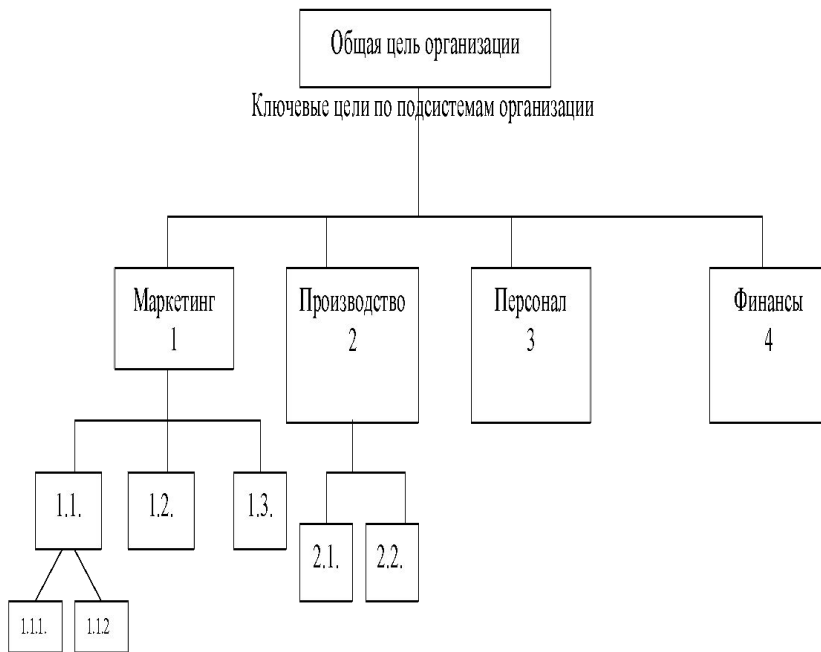 Общая цель организации
Ключевые цели по подсистемам организации
Маркетинг
1
Производство
2
Персонал
3
Финансы
4
1.1.
1.2.
1.3.
2.1.
2.2.
1.1.1.
1.1.2